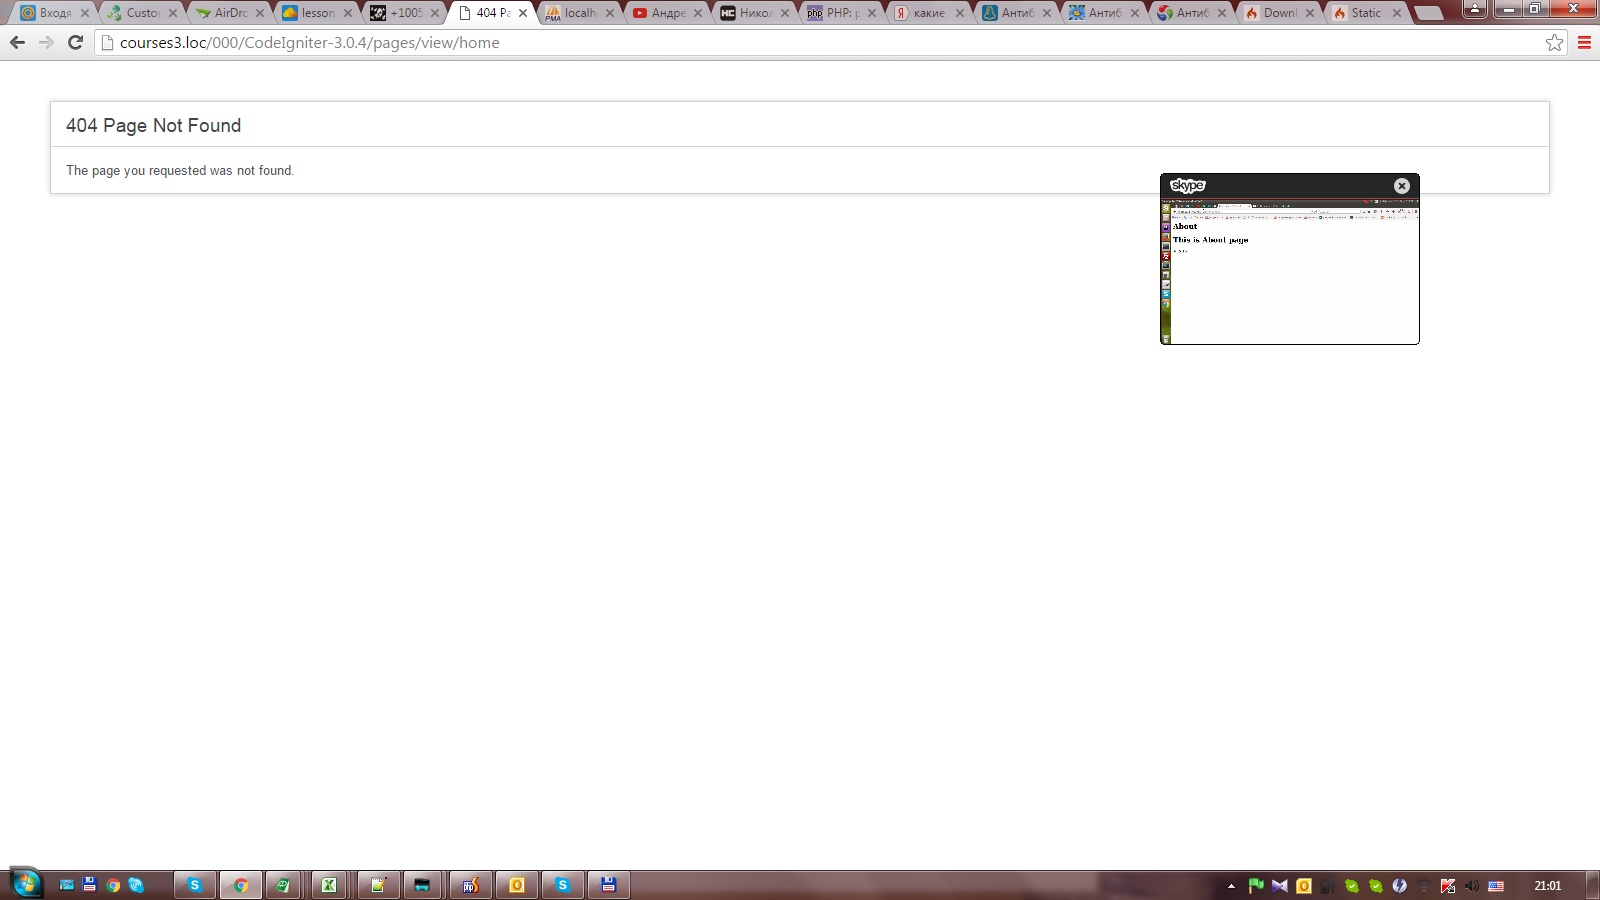 Входя
Custor
AirDrc
lesson
+1005
404 Pa
localh
Андре
Никол
PHP: p
какие
Антиб
Антиб
Антиб
Downl
Static
courses3.loc/000/CodeIgniter-3.0.4/pages/view/home
404 Page Not Found
The page you requested was not found.
skype
About
This is About page
21:01